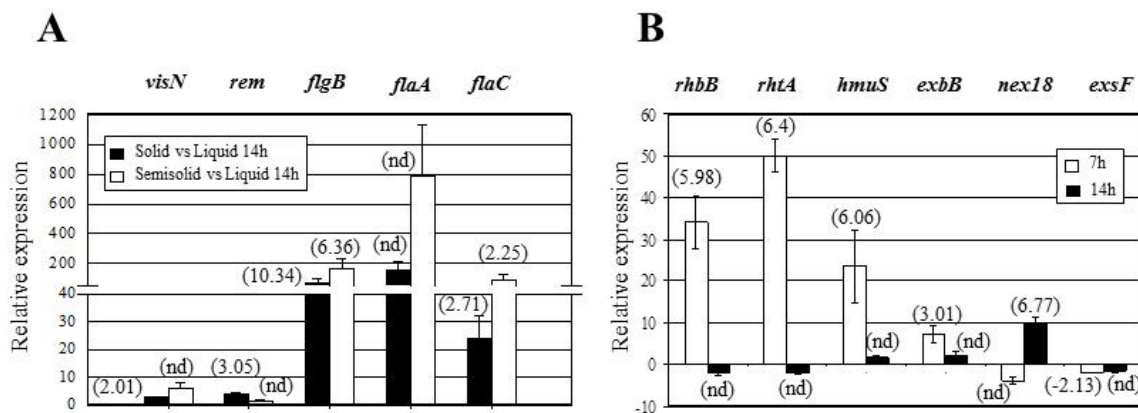 A
visN rem flgB flaA flaC
Relative expression
1200
1000
800
600
400
200
40
30
20
10
0
Solid vs Liquid 14h
Semisolid vs Liquid 14h
(2.01)
(nd)
(3.05)
(nd)
(10.34)
(6.36)
(nd)
(nd)
(2.71)
(2.25)
B
rhbB rhtA hmuS exbB nex18 exsF
Relative expression
60
50
40
30
20
10
0
-10
7h
14h
(5.98)
(nd)
(6.4)
(nd)
(6.06)
(nd)
(3.01)
(nd)
(nd)
(6.77)
(-2.13)
(nd)